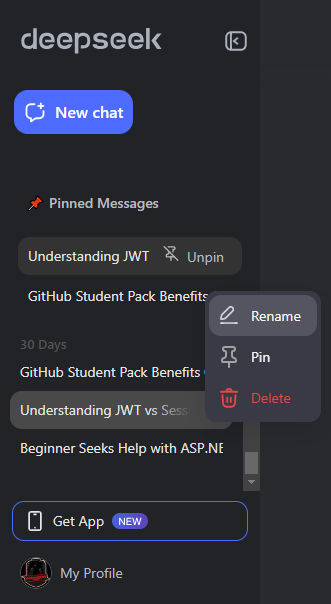 deepseek
New chat
Pinned Messages
Understanding JWT Unpin
GitHub Student Pack Benefits
Rename
Pin
Delete
30 Days
GitHub Student Pack Benefits
Understanding JWT vs Sess
Beginner Seeks Help with ASP.NE
Get App NEW
My Profile